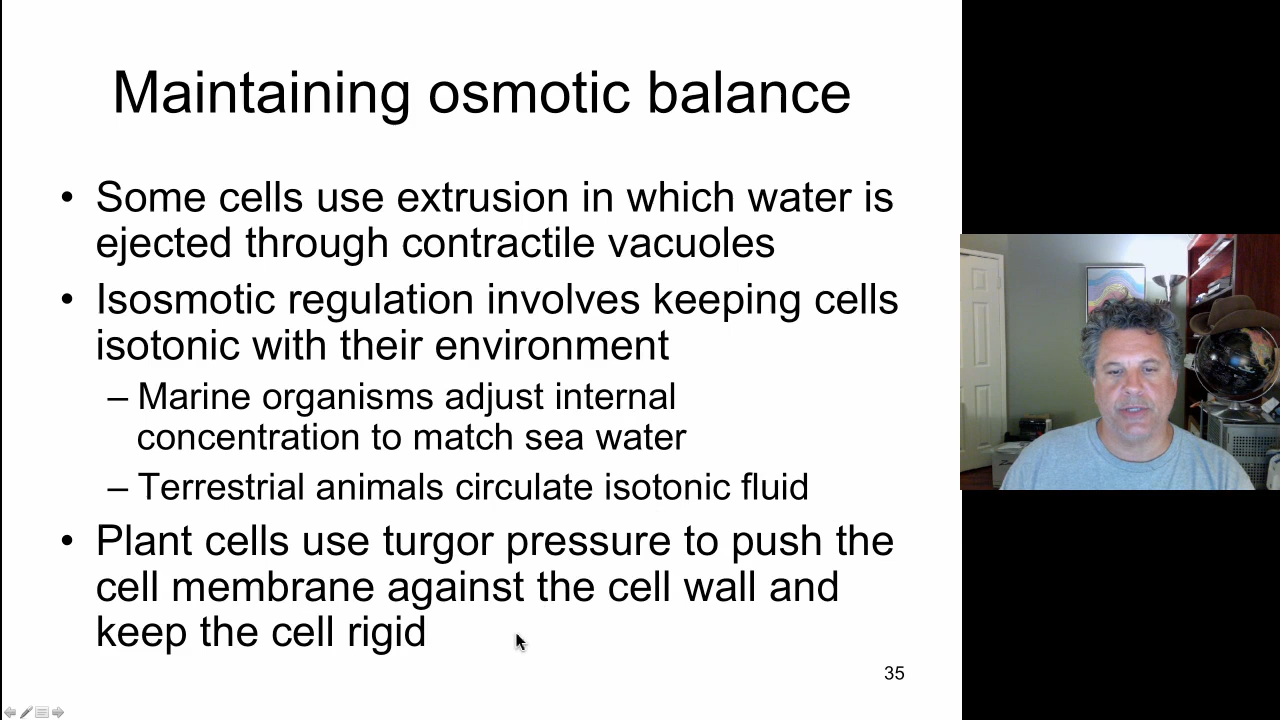 Maintaining osmotic balance
• Some cells use extrusion in which water is
ejected through contractile vacuoles
• Isosmotic regulation involves keeping cells
isotonic with their environment
– Marine organisms adjust internal
concentration to match sea water
– Terrestrial animals circulate isotonic fluid
• Plant cells use turgor pressure to push the
cell membrane against the cell wall and
keep the cell rigid
35